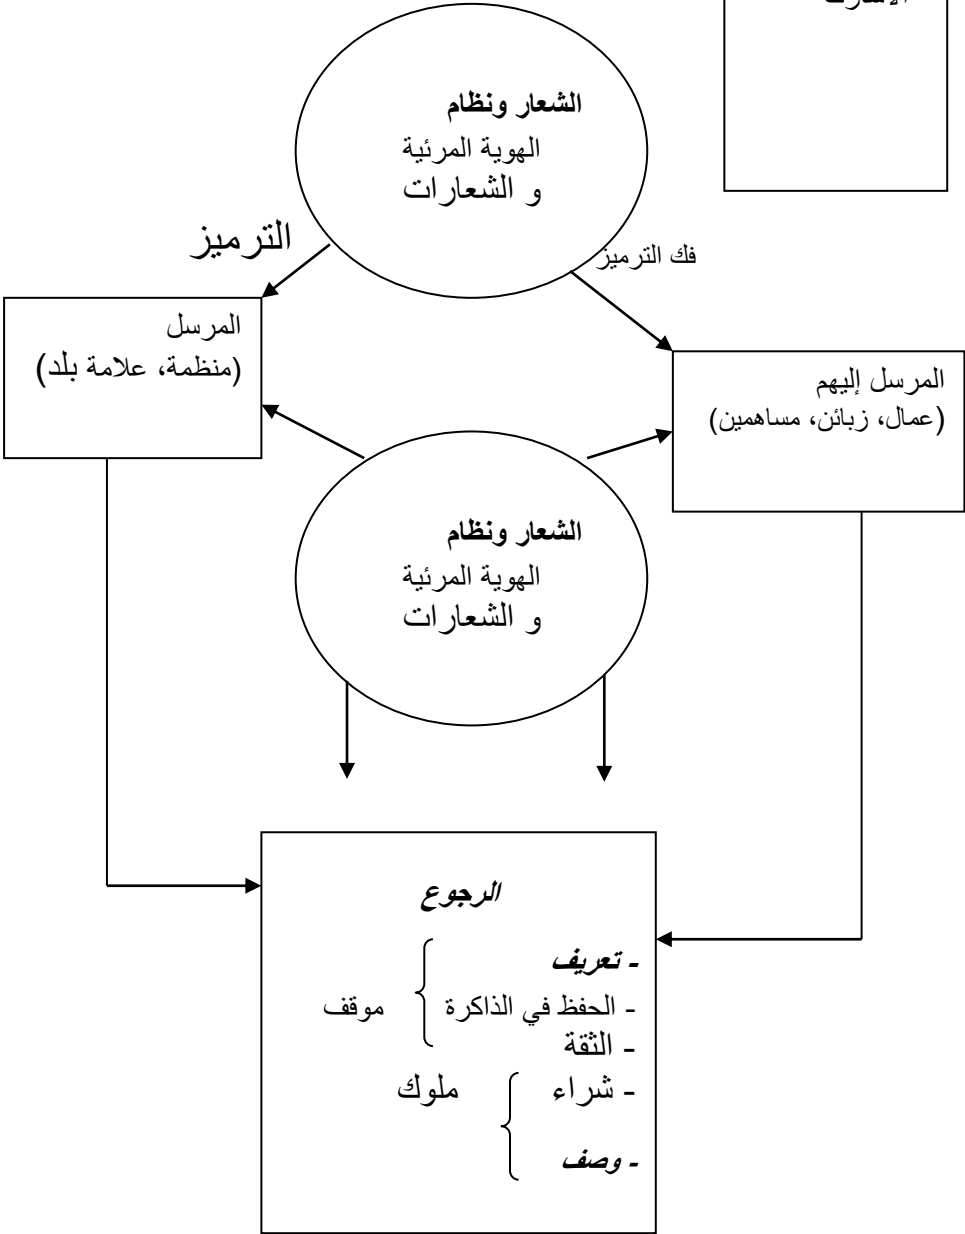 الشعار ونظام
الهوية المرئية
و الشعارات
الترميز
فك الترميز
المرسل
(منظمة، علامة بلد)
المرسل إليهم
(عمال، زبائن، مساهمين)
الشعار ونظام
الهوية المرئية
و الشعارات
الرجوع
- تعريف
- الحفظ في الذاكرة موقف
- الثقة
- شراء ملوك
- وصف